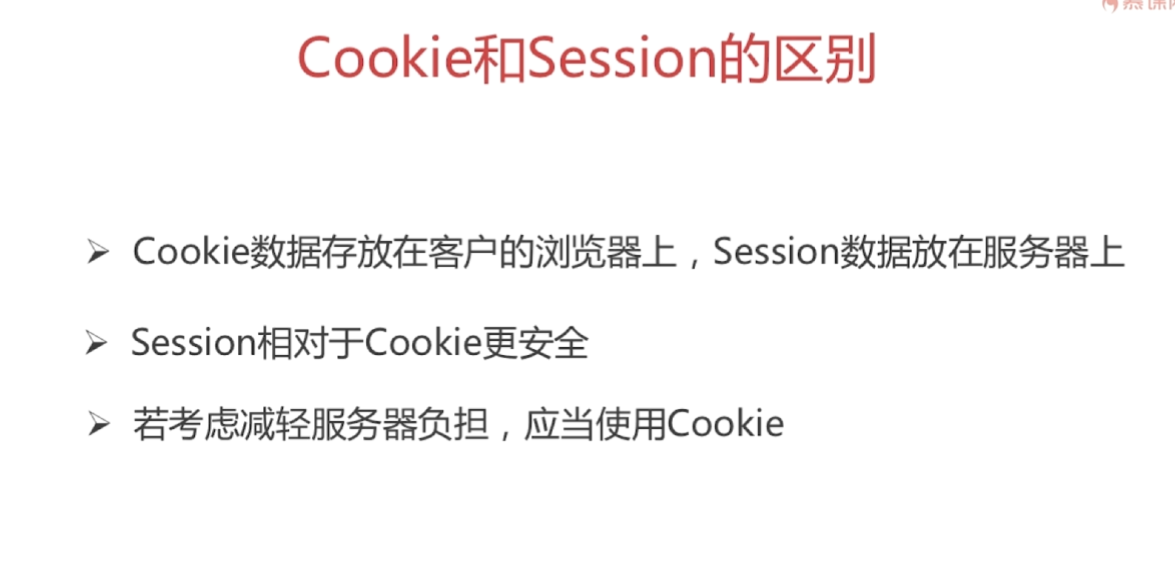 Cookie和Session的区别
➢ Cookie数据存放在客户的浏览器上，Session数据放在服务器上
➢ Session相对于Cookie更安全
➢ 若考虑减轻服务器负担，应当使用Cookie